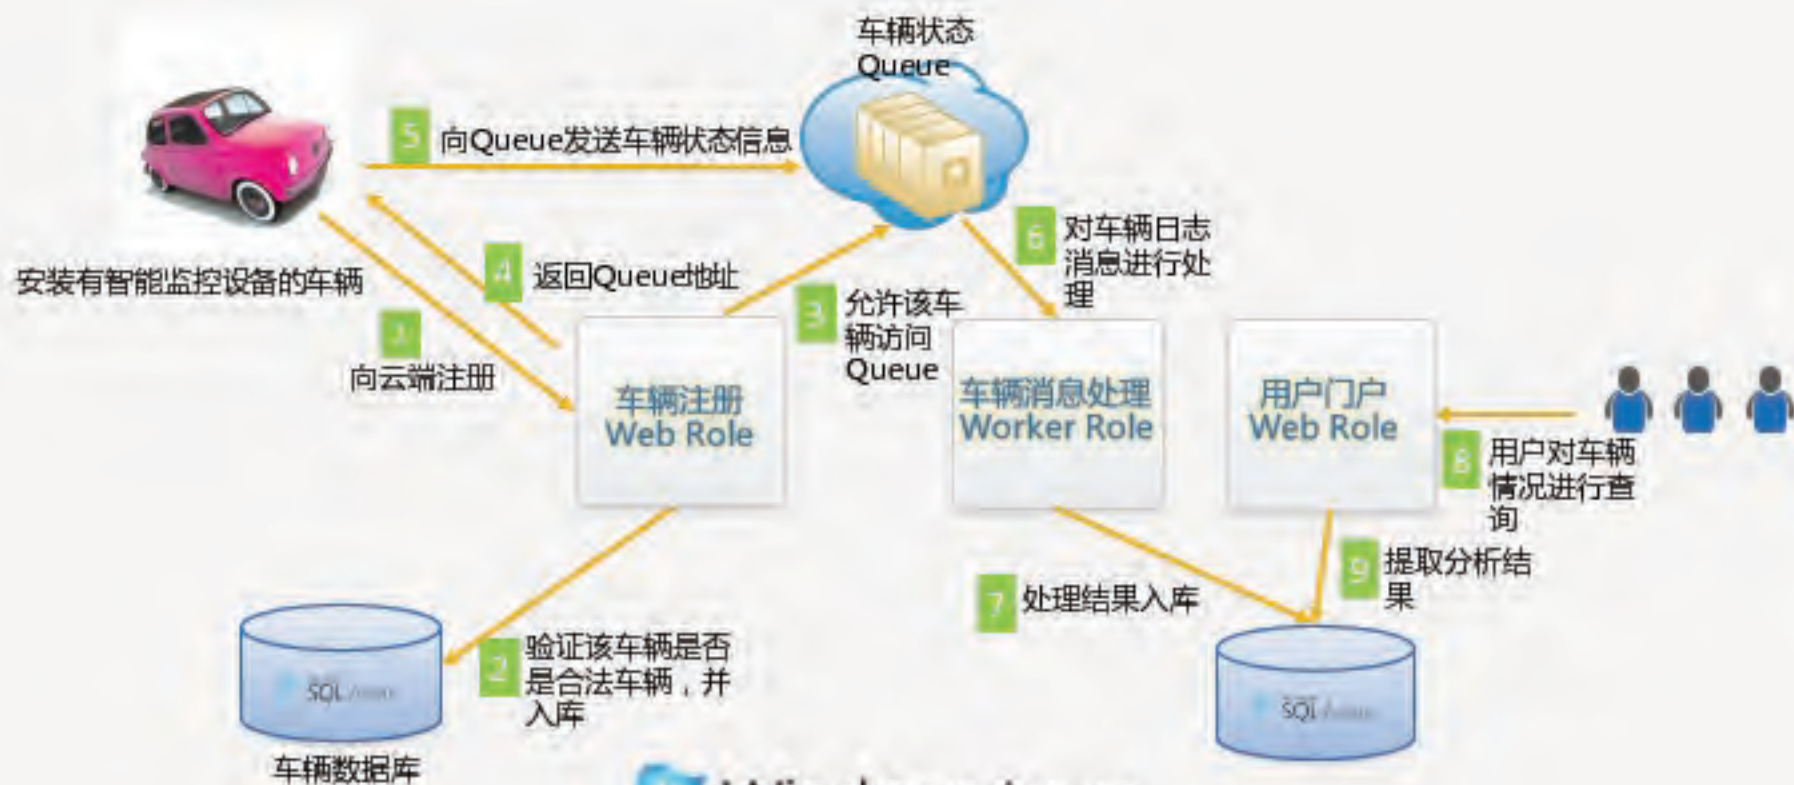 车辆状态
Queue
5
向Queue发送车辆状态信息
安装有智能监控设备的车辆
4
返回Queue地址
6
对车辆日志
消息进行处
理
3
允许该车
辆访问
Queue
1
向云端注册
车辆注册
Web Role
车辆消息处理
Worker Role
用户门户
Web Role
8
用户对车辆
情况进行查
询
7
处理结果入库
9
提取分析结
果
2
验证该车辆是否
是合法车辆，并
入库
SQL Azure
车辆数据库
SQL Azure